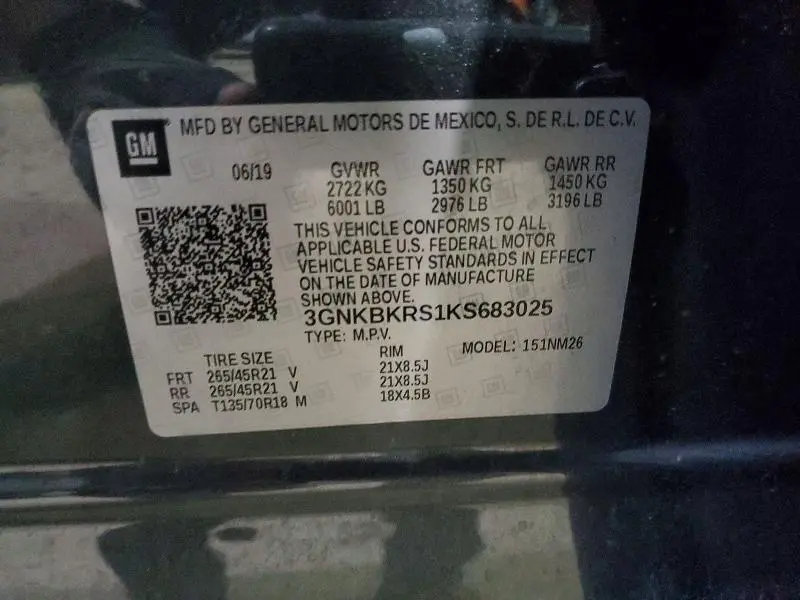 GM MFD BY GENERAL MOTORS DE MEXICO, S. DE R.L. DE C.V.
06/19 GVWR GAWR FRT GAWR RR
2722 KG 1350 KG 1450 KG
6001 LB 2976 LB 3196 LB
THIS VEHICLE CONFORMS TO ALL
APPLICABLE U.S. FEDERAL MOTOR
VEHICLE SAFETY STANDARDS IN EFFECT
ON THE DATE OF MANUFACTURE
SHOWN ABOVE.
3GNKBKRS1KS683025
TYPE: M.P.V. MODEL: 151NM26
TIRE SIZE RIM
FRT 265/45R21 V 21X8.5J
RR 265/45R21 V 21X8.5J
SPA T135/70R18 M 18X4.5B